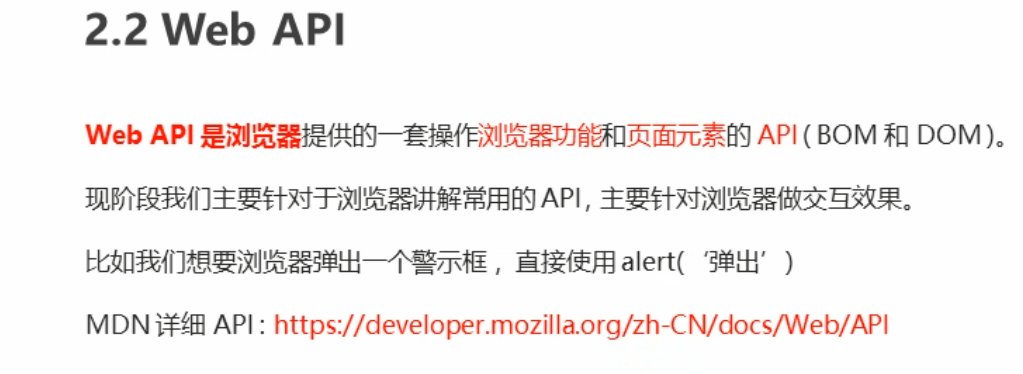 2.2 Web API
Web API 是浏览器提供的一套操作浏览器功能和页面元素的 API ( BOM 和 DOM )。
现阶段我们主要针对于浏览器讲解常用的 API , 主要针对浏览器做交互效果。
比如我们想要浏览器弹出一个警示框， 直接使用 alert(‘弹出’)
MDN 详细 API : https://developer.mozilla.org/zh-CN/docs/Web/API